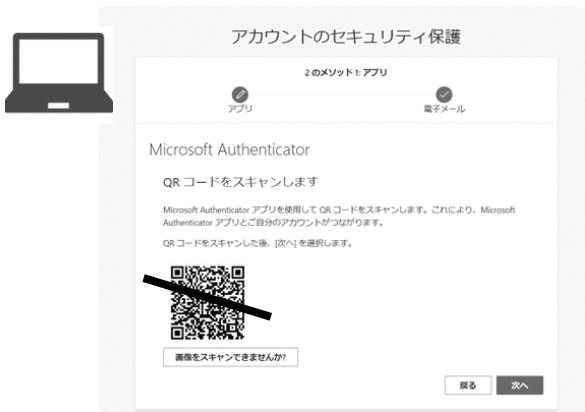 アカウントのセキュリティ保護
2 のメソッド 1: アプリ
アプリ
電子メール
Microsoft Authenticator
QR コードをスキャンします
Microsoft Authenticator アプリを使用して QR コードをスキャンします。これにより、Microsoft
Authenticator アプリとご自分のアカウントがつながります。
QR コードをスキャンした後、[次へ] を選択します。
画像をスキャンできませんか?
戻る
次へ